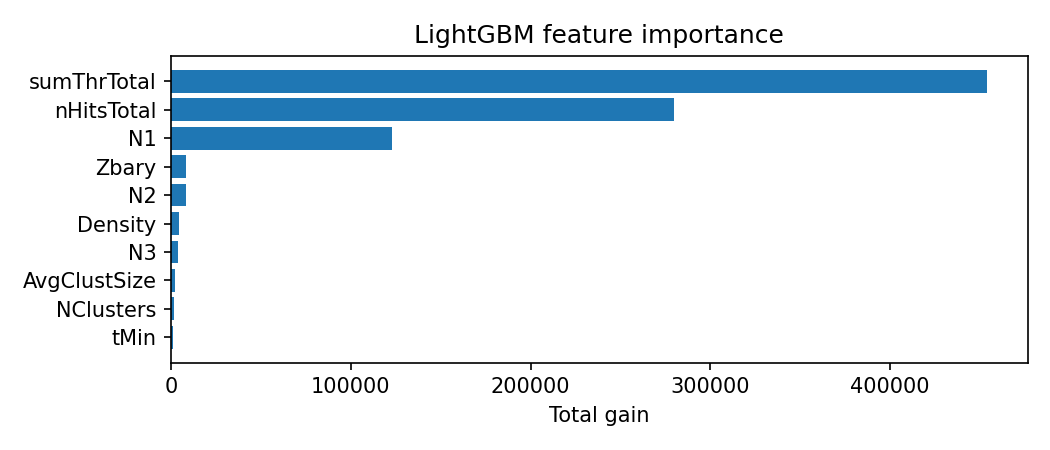 LightGBM feature importance
sumThrTotal
nHitsTotal
N1
Zbary
N2
Density
N3
AvgClustSize
NClusters
tMin
0 100000 200000 300000 400000
Total gain